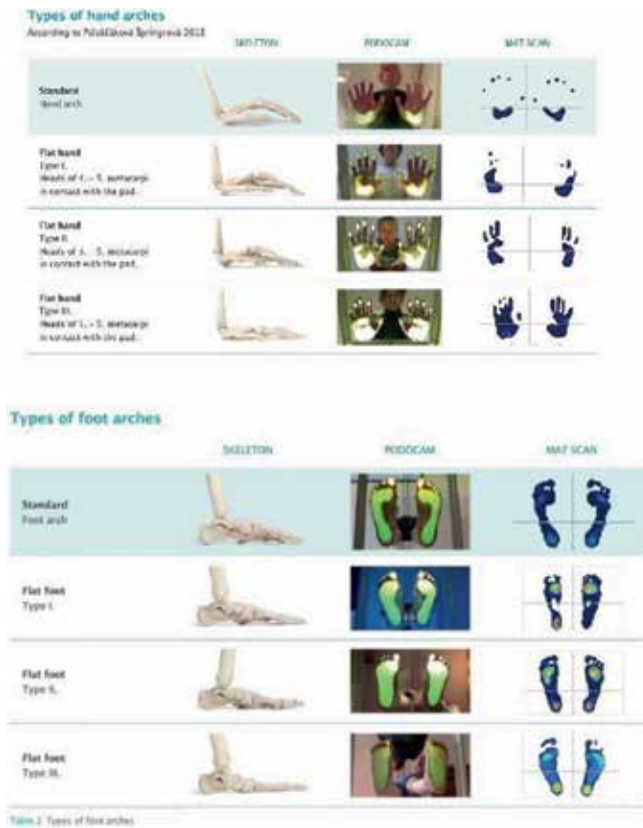 Types of hand arches
According to Palaščáková Špringrová 2018
SKELETON PODOCAM MAT SCAN
Standard
Hand arch
Flat hand
Type I.
Heads of 4. - 5. metacarpi
in contact with the pad.
Flat hand
Type II.
Heads of 3. - 5. metacarpi
in contact with the pad.
Flat hand
Type III.
Heads of 1. - 5. metacarpi
in contact with the pad.
Types of foot arches
SKELETON PODOCAM MAT SCAN
Standard
Foot arch
Flat foot
Type I.
Flat foot
Type II.
Flat foot
Type III.
Table 2 Types of foot arches